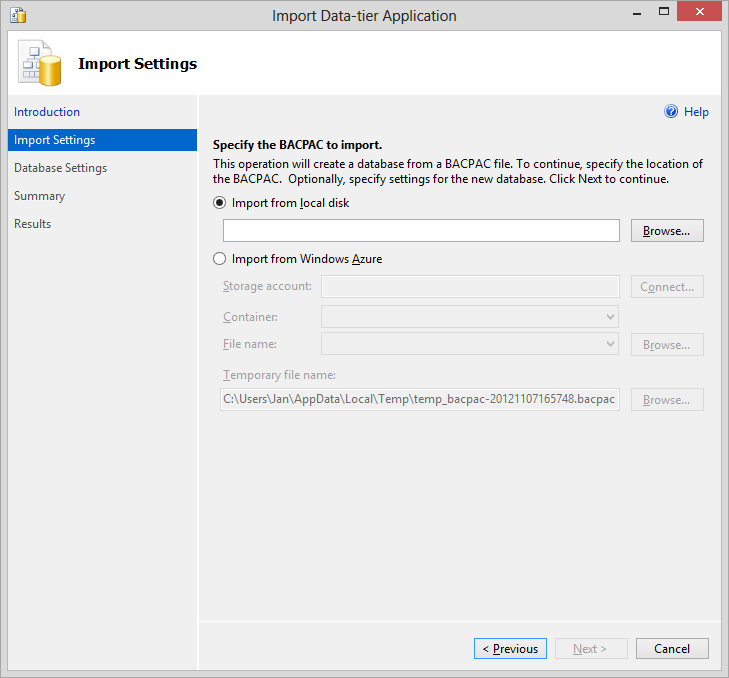 Import Data-tier Application
Import Settings
Introduction
Import Settings
Database Settings
Summary
Results
Help
Specify the BACPAC to import.
This operation will create a database from a BACPAC file. To continue, specify the location of
the BACPAC.  Optionally, specify settings for the new database. Click Next to continue.
Import from local disk
Browse...
Import from Windows Azure
Storage account:
Connect...
Container:
File name:
Browse...
Temporary file name:
C:\Users\Jan\AppData\Local\Temp\temp_bacpac-20121107165748.bacpac
Browse...
< Previous
Next >
Cancel